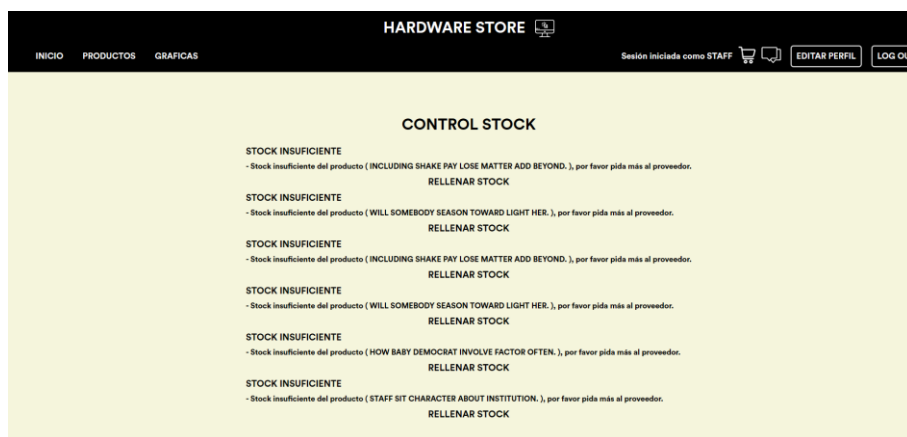 HARDWARE STORE
INICIO PRODUCTOS GRAFICAS Sesión iniciada como STAFF EDITAR PERFIL LOG OU
CONTROL STOCK
STOCK INSUFICIENTE
- Stock insuficiente del producto ( INCLUDING SHAKE PAY LOSE MATTER ADD BEYOND. ), por favor pida más al proveedor.
RELLENAR STOCK
STOCK INSUFICIENTE
- Stock insuficiente del producto ( WILL SOMEBODY SEASON TOWARD LIGHT HER. ), por favor pida más al proveedor.
RELLENAR STOCK
STOCK INSUFICIENTE
- Stock insuficiente del producto ( INCLUDING SHAKE PAY LOSE MATTER ADD BEYOND. ), por favor pida más al proveedor.
RELLENAR STOCK
STOCK INSUFICIENTE
- Stock insuficiente del producto ( WILL SOMEBODY SEASON TOWARD LIGHT HER. ), por favor pida más al proveedor.
RELLENAR STOCK
STOCK INSUFICIENTE
- Stock insuficiente del producto ( HOW BABY DEMOCRAT INVOLVE FACTOR OFTEN. ), por favor pida más al proveedor.
RELLENAR STOCK
STOCK INSUFICIENTE
- Stock insuficiente del producto ( STAFF SIT CHARACTER ABOUT INSTITUTION. ), por favor pida más al proveedor.
RELLENAR STOCK